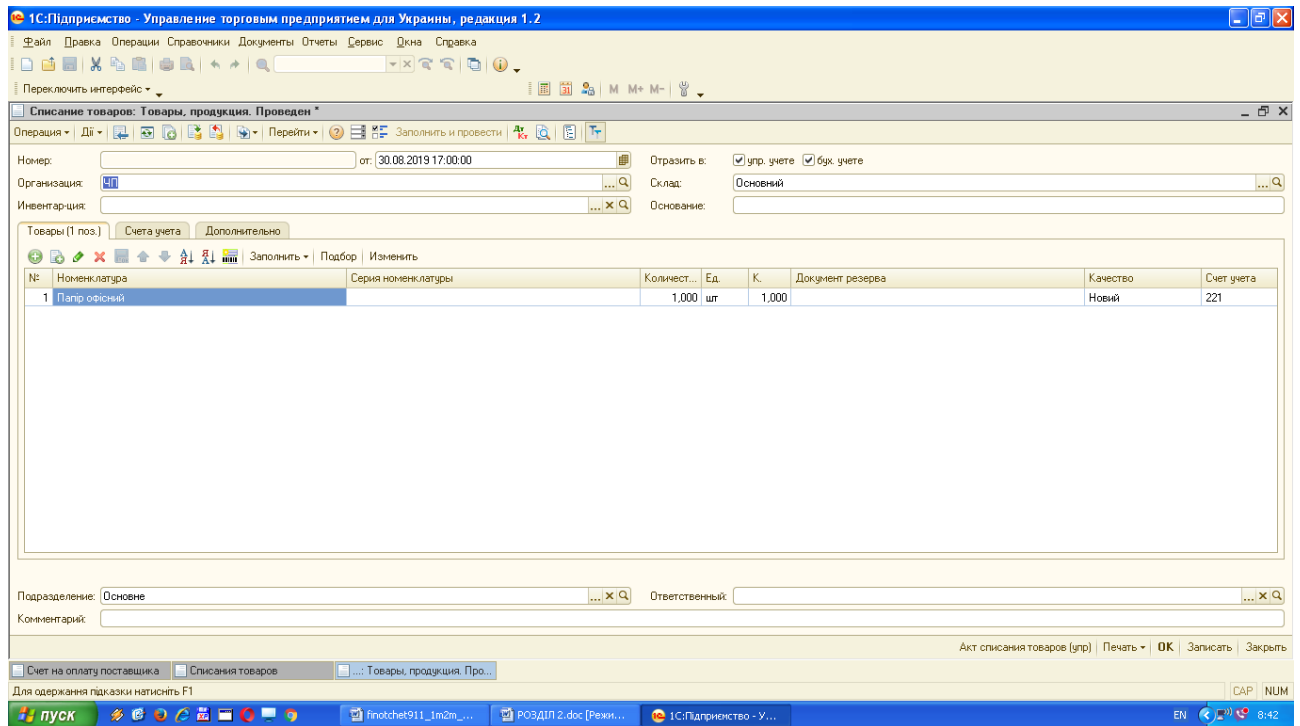 1С:Підприємство - Управление торговым предприятием для Украины, редакция 1.2
Файл Правка Операции Справочники Документы Отчеты Сервис Окна Справка
M M+ M-
Переключить интерфейс
Списание товаров: Товары, продукция. Проведен *
Операция Дії Перейти Заполнить и провести
Номер: от: 30.08.2019 17:00:00 Отразить в: упр. учете бух. учете
Организация: ЧП Склад: Основний
Инвентар-ция: Основание:
Товары (1 поз.) Счета учета Дополнительно
Заполнить Подбор Изменить
№ Номенклатура Серия номенклатуры Количест... Ед. К. Документ резерва Качество Счет учета
1 Папір офісний 1,000 шт 1,000 Новий 221
Подразделение: Основне Ответственный:
Комментарий:
Акт списания товаров (упр) Печать OK Записать Закрыть
Счет на оплату поставщика Списания товаров ...: Товары, продукция. Про...
Для одержання підказки натисніть F1 CAP NUM
пуск finotchet911_1m2m_... РОЗДІЛ 2.doc [Режи... 1С:Підприємство - У... EN 8:42